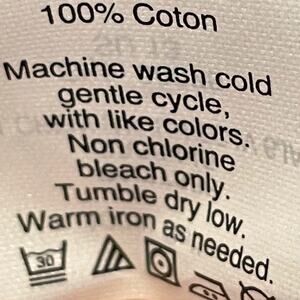 100% Coton
Machine wash cold
gentle cycle,
with like colors.
Non chlorine
bleach only.
Tumble dry low.
Warm iron as needed.
30